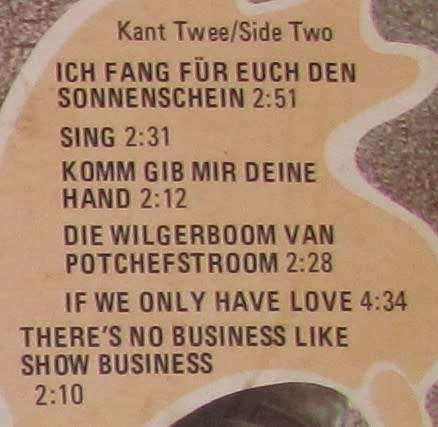 Kant Twee/Side Two
ICH FANG FÜR EUCH DEN
SONNENSCHEIN 2:51
SING 2:31
KOMM GIB MIR DEINE
HAND 2:12
DIE WILGERBOOM VAN
POTCHEFSTROOM 2:28
IF WE ONLY HAVE LOVE 4:34
THERE'S NO BUSINESS LIKE
SHOW BUSINESS
2:10